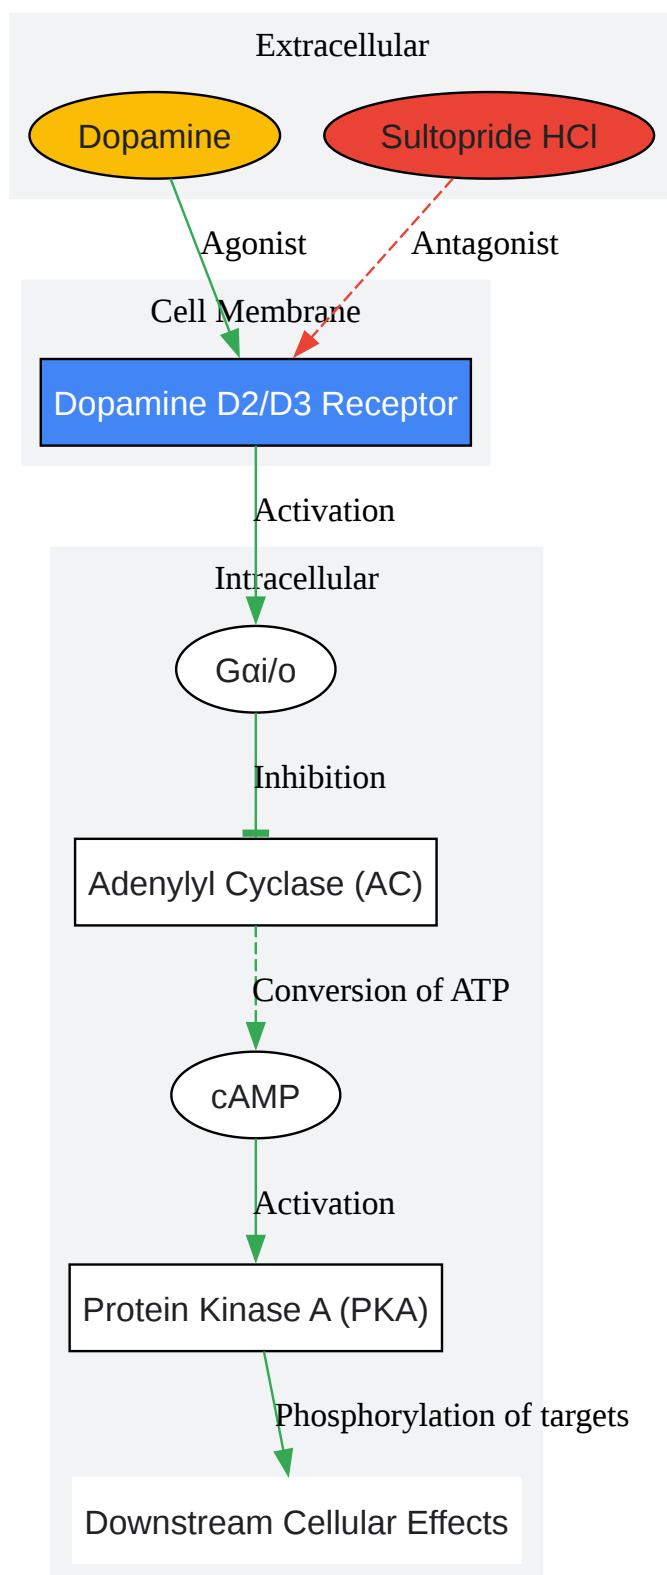 Extracellular
Dopamine
Sultopride HCl
Agonist
Antagonist
Cell Membrane
Dopamine D2/D3 Receptor
Activation
Intracellular
Gαi/o
Inhibition
Adenylyl Cyclase (AC)
Conversion of ATP
cAMP
Activation
Protein Kinase A (PKA)
Phosphorylation of targets
Downstream Cellular Effects